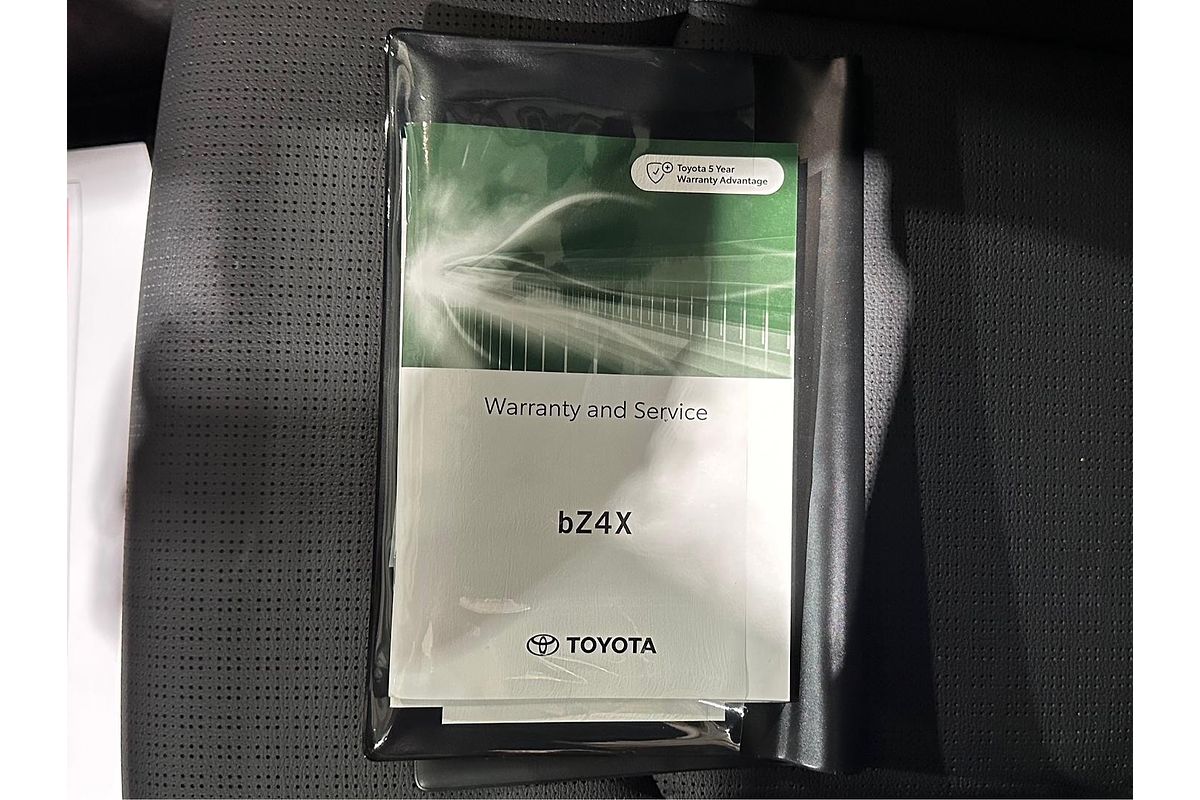 Toyota 5 Year
Warranty Advantage
Warranty and Service
bZ4X
TOYOTA